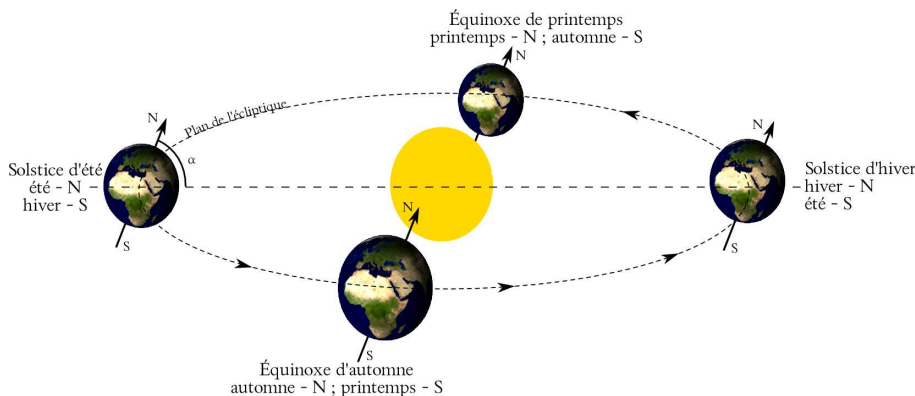 Équinoxe de printemps
printemps - N ; automne - S
N
Plan de l'écliptique
N
α
N
Solstice d'été
été - N
hiver - S
Solstice d'hiver
hiver - N
été - S
N
S
S
S
Équinoxe d'automne
automne - N ; printemps - S